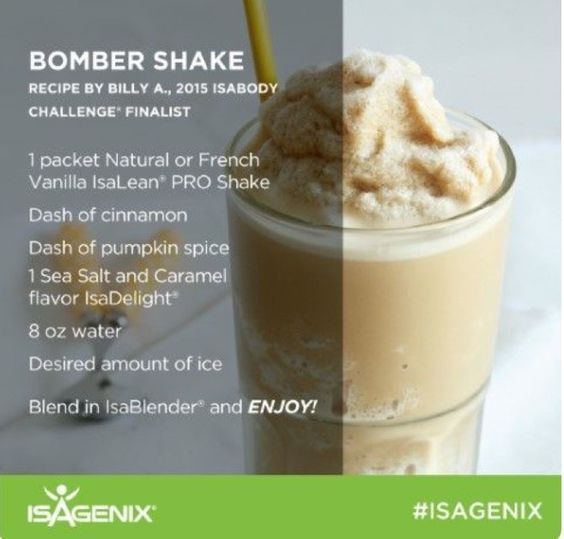 BOMBER SHAKE
RECIPE BY BILLY A., 2015 ISABODY
CHALLENGE® FINALIST
1 packet Natural or French
Vanilla IsaLean® PRO Shake
Dash of cinnamon
Dash of pumpkin spice
1 Sea Salt and Caramel
flavor IsaDelight®
8 oz water
Desired amount of ice
Blend in IsaBlender® and ENJOY!
ISAGENIX®
#ISAGENIX